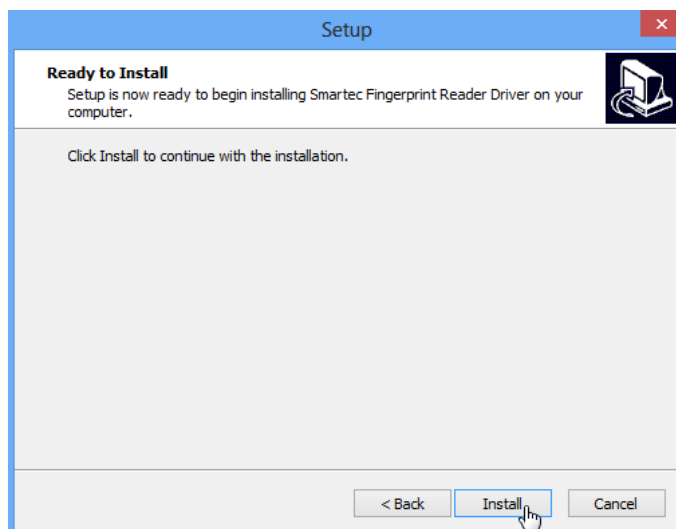 Setup
Ready to Install
Setup is now ready to begin installing Smartec Fingerprint Reader Driver on your
computer.
Click Install to continue with the installation.
< Back Install Cancel